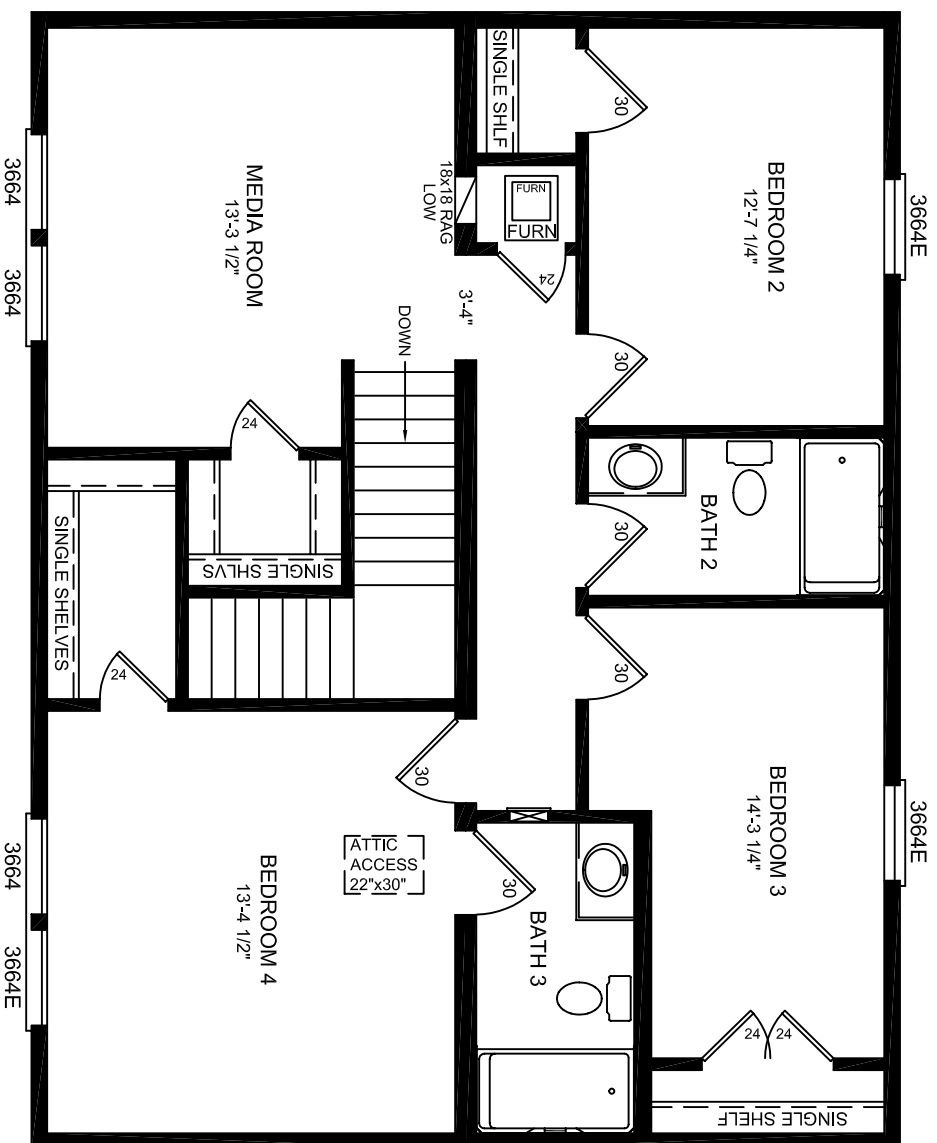 SINGLE SHLF
30
BEDROOM 2
12'-7 1/4"
3664E
FURN
FURN
18x18 RAG
LOW
24
3'-4"
30
MEDIA ROOM
13'-3 1/2"
3664
3664
DOWN
24
SINGLE SHLVS
SINGLE SHELVES
24
BATH 2
30
30
BEDROOM 3
14'-3 1/4"
3664E
30
ATTIC
ACCESS
22"x30"
30
BATH 3
BEDROOM 4
13'-4 1/2"
3664
3664E
24
24
SINGLE SHELF